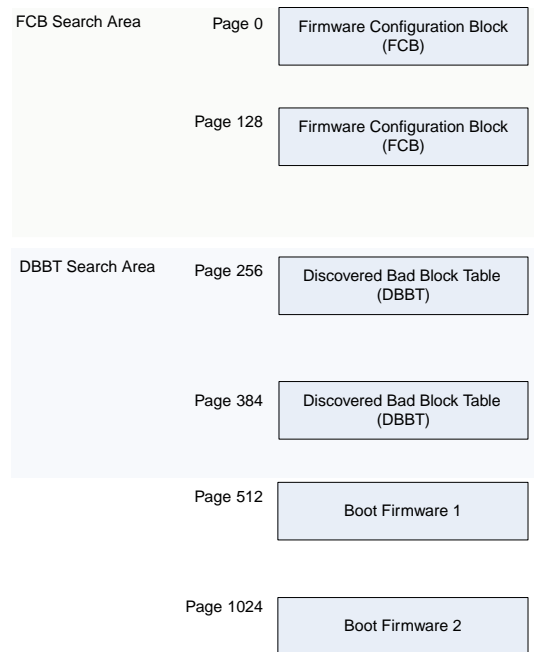 FCB Search Area
Page 0
Firmware Configuration Block
(FCB)
Page 128
Firmware Configuration Block
(FCB)
DBBT Search Area
Page 256
Discovered Bad Block Table
(DBBT)
Page 384
Discovered Bad Block Table
(DBBT)
Page 512
Boot Firmware 1
Page 1024
Boot Firmware 2